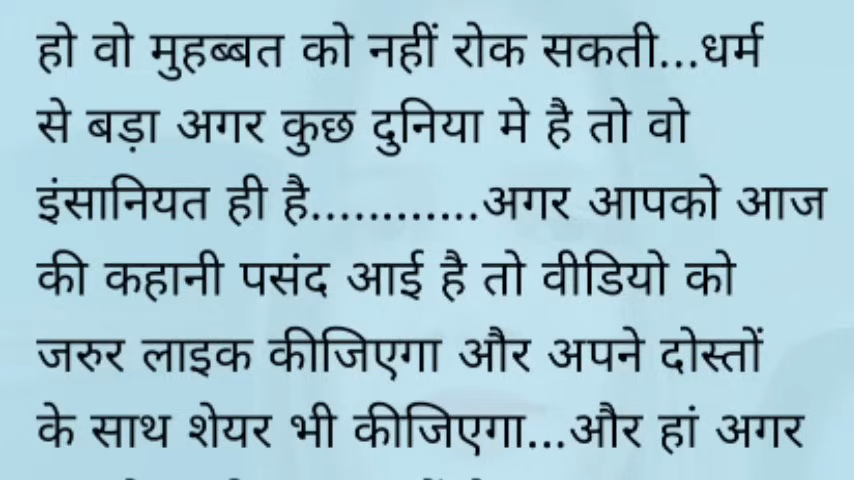 हो वो मुहब्बत को नहीं रोक सकती...धर्म
से बड़ा अगर कुछ दुनिया मे है तो वो
इंसानियत ही है............अगर आपको आज
की कहानी पसंद आई है तो वीडियो को
जरुर लाइक कीजिएगा और अपने दोस्तों
के साथ शेयर भी कीजिएगा...और हां अगर